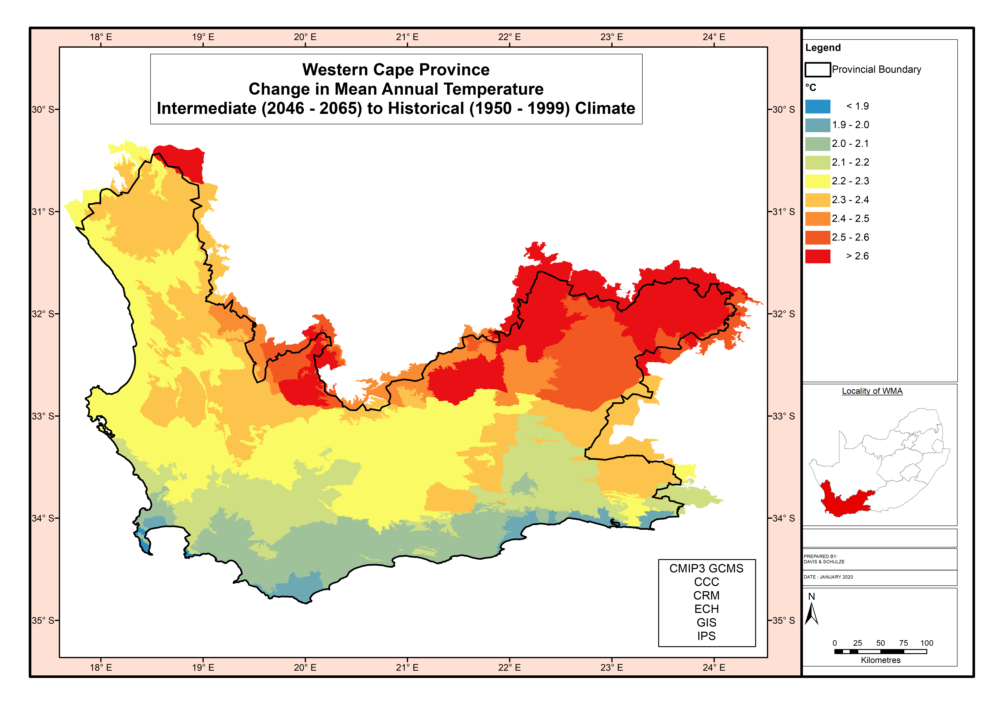 18° E 19° E 20° E 21° E 22° E 23° E 24° E
Western Cape Province
Change in Mean Annual Temperature
Intermediate (2046 - 2065) to Historical (1950 - 1999) Climate
30° S 30° S
31° S 31° S
32° S 32° S
33° S 33° S
34° S 34° S
35° S 35° S
CMIP3 GCMS
CCC
CRM
ECH
GIS
IPS
18° E 19° E 20° E 21° E 22° E 23° E 24° E
Legend
Provincial Boundary
°C
< 1.9
1.9 - 2.0
2.0 - 2.1
2.1 - 2.2
2.2 - 2.3
2.3 - 2.4
2.4 - 2.5
2.5 - 2.6
> 2.6
Locality of WMA
PREPARED BY:
DAVIS & SCHULZE
DATE : JANUARY 2020
N
0 25 50 75 100
Kilometres